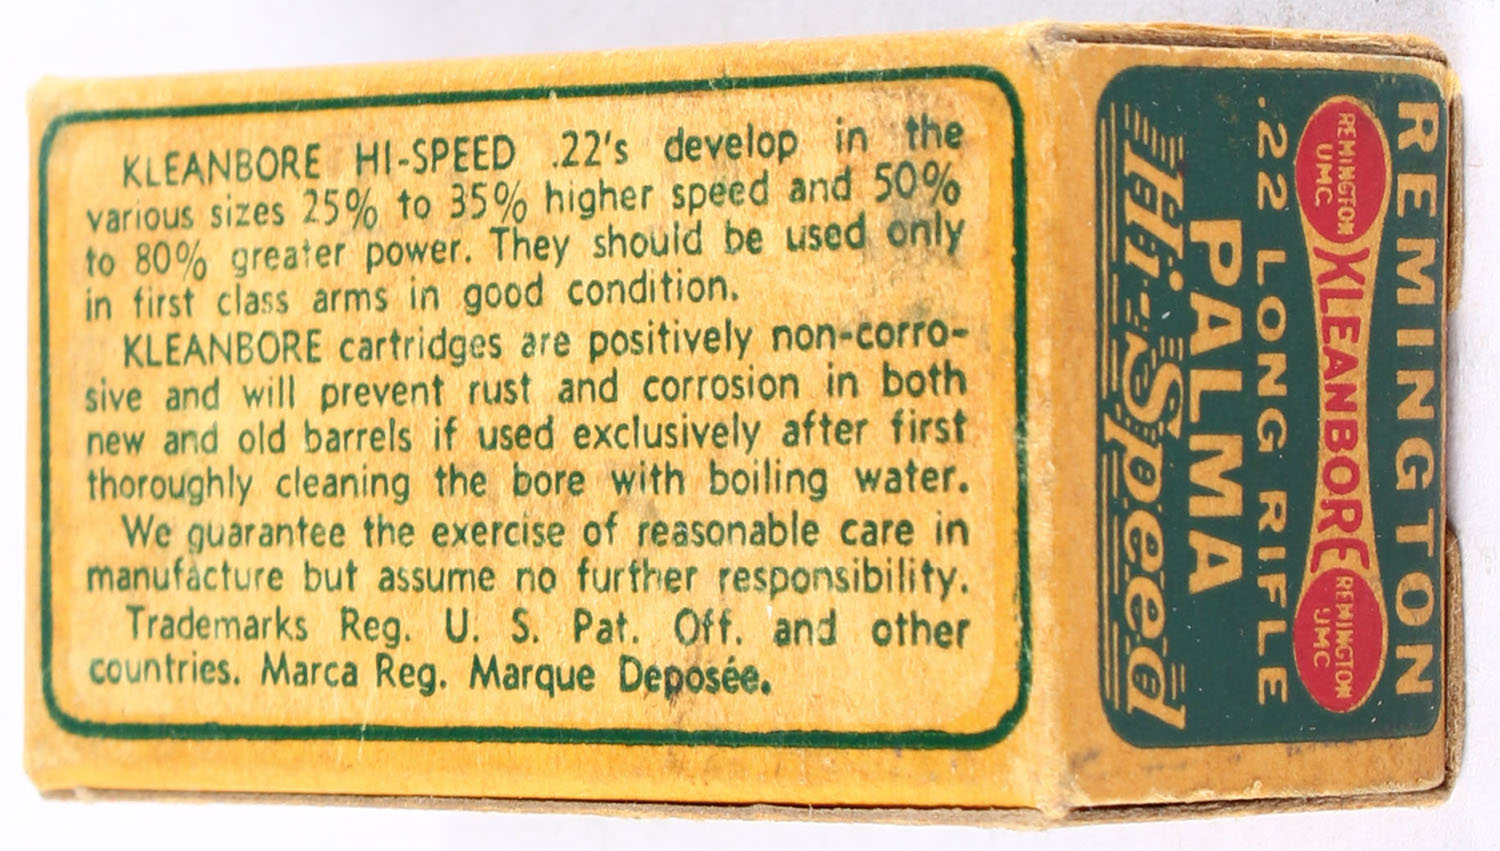 KLEANBORE HI-SPEED .22's develop in the
various sizes 25% to 35% higher speed and 50%
to 80% greater power. They should be used only
in first class arms in good condition.
KLEANBORE cartridges are positively non-corro-
sive and will prevent rust and corrosion in both
new and old barrels if used exclusively after first
thoroughly cleaning the bore with boiling water.
We guarantee the exercise of reasonable care in
manufacture but assume no further responsibility.
Trademarks Reg. U. S. Pat. Off. and other
countries. Marca Reg. Marque Deposée.
REMINGTON
REMINGTON
UMC
KLEANBORE
REMINGTON
UMC
.22 LONG RIFLE
PALMA
Hi-Speed